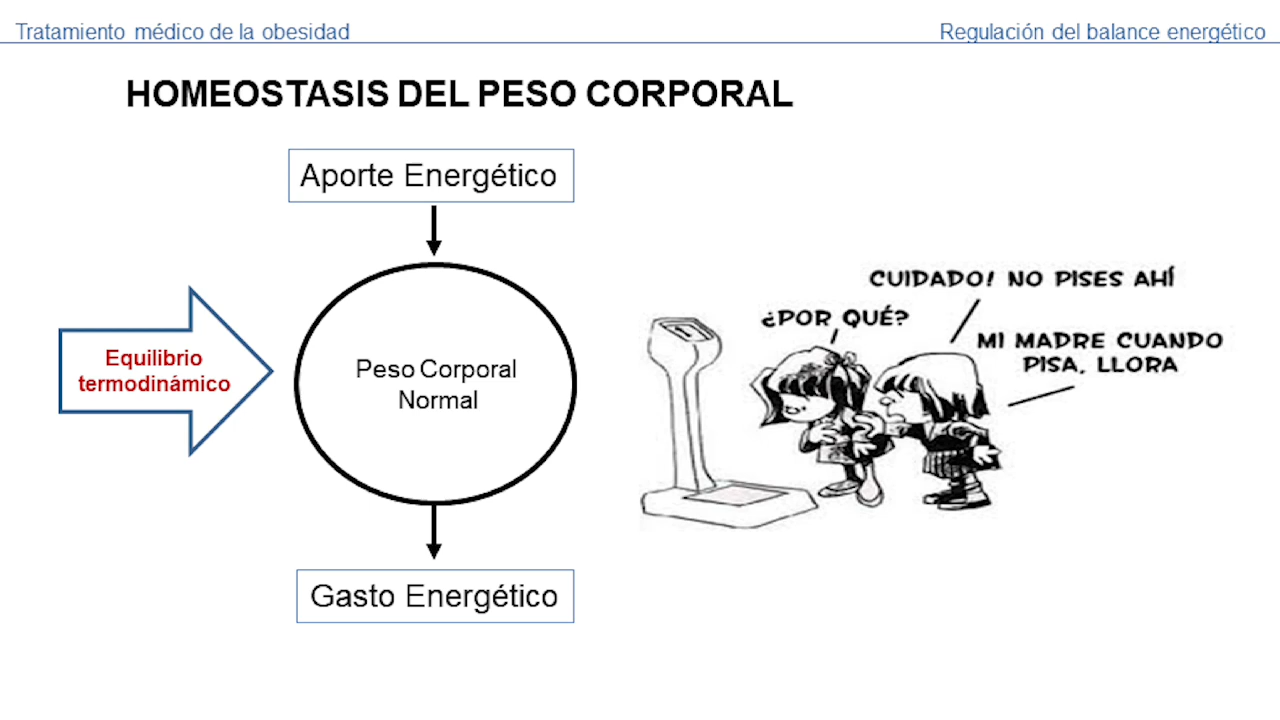 Tratamiento médico de la obesidad
Regulación del balance energético
HOMEOSTASIS DEL PESO CORPORAL
Aporte Energético
Equilibrio
termodinámico
Peso Corporal
Normal
Gasto Energético
CUIDADO! NO PISES AHÍ
¿POR QUÉ?
MI MADRE CUANDO
PISA, LLORA